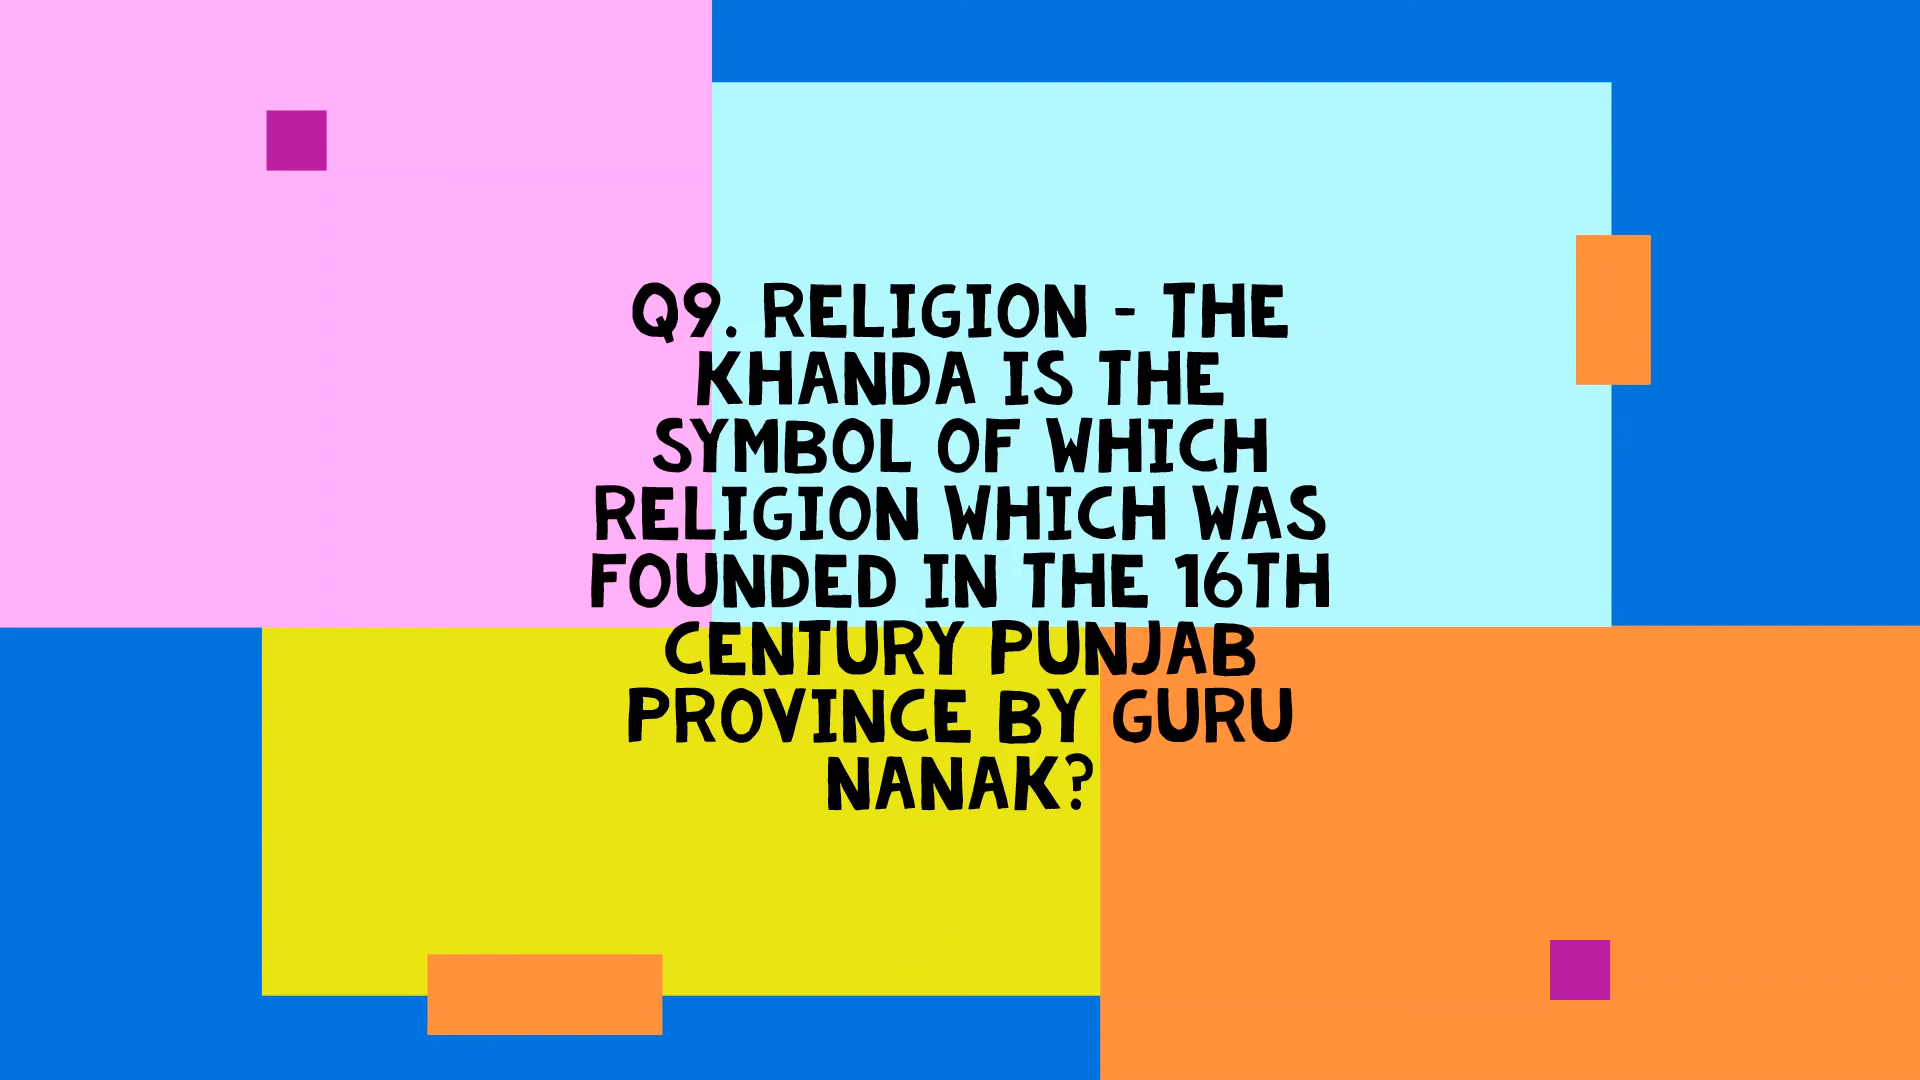 Q9. RELIGION - THE
KHANDA IS THE
SYMBOL OF WHICH
RELIGION WHICH WAS
FOUNDED IN THE 16TH
CENTURY PUNJAB
PROVINCE BY GURU
NANAK?